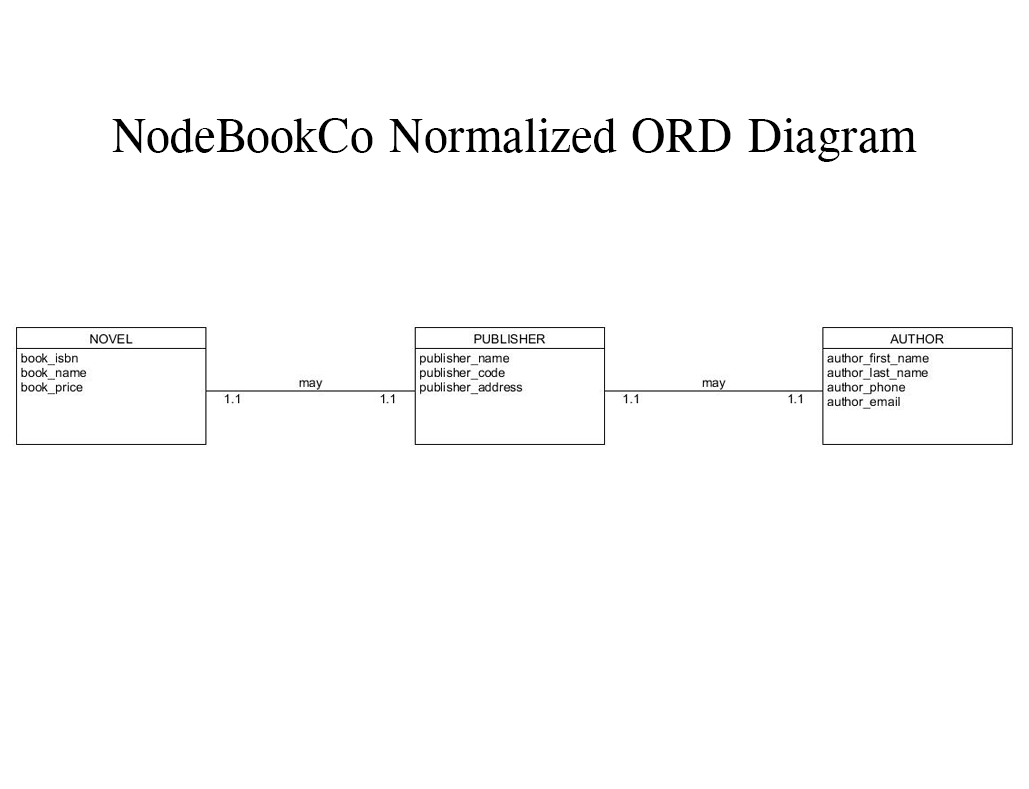 NodeBookCo Normalized ORD Diagram
NOVEL
book_isbn
book_name
book_price
may
1.1
1.1
PUBLISHER
publisher_name
publisher_code
publisher_address
may
1.1
1.1
AUTHOR
author_first_name
author_last_name
author_phone
author_email